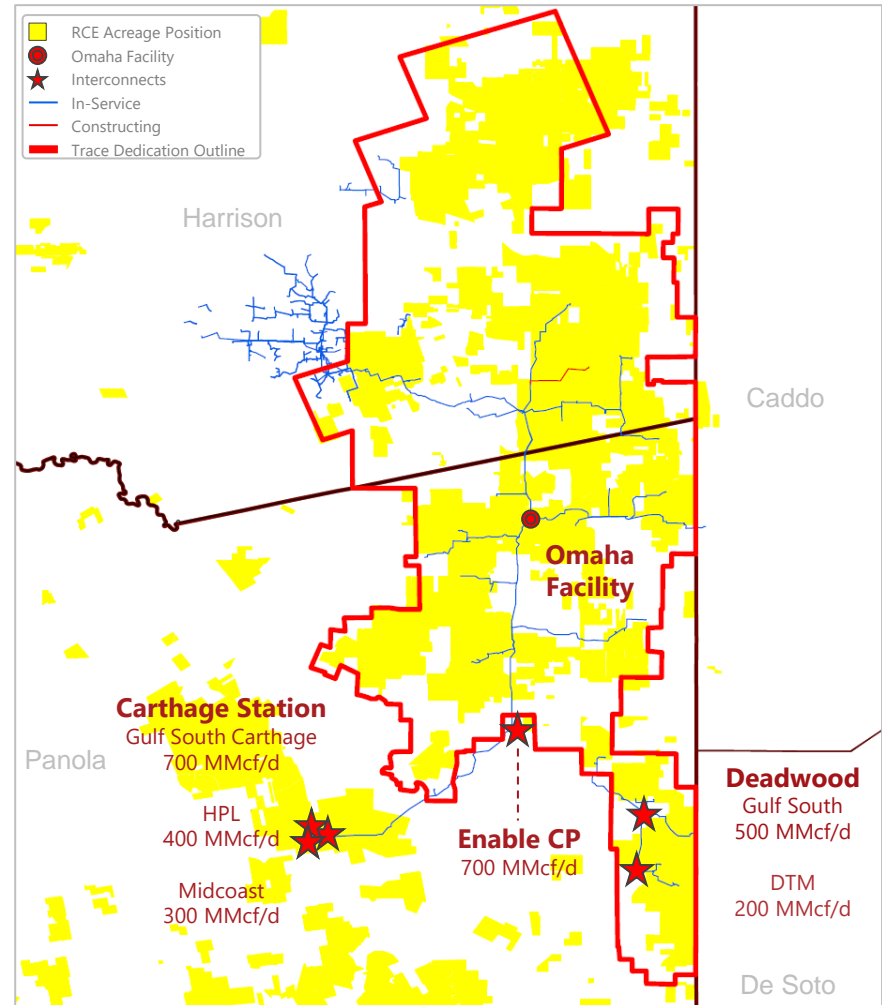 RCE Acreage Position
Omaha Facility
Interconnects
In-Service
Constructing
Trace Dedication Outline
Harrison
Caddo
Omaha
Facility
Carthage Station
Gulf South Carthage
700 MMcf/d
Panola
HPL
400 MMcf/d
Midcoast
300 MMcf/d
Enable CP
700 MMcf/d
Deadwood
Gulf South
500 MMcf/d
DTM
200 MMcf/d
De Soto